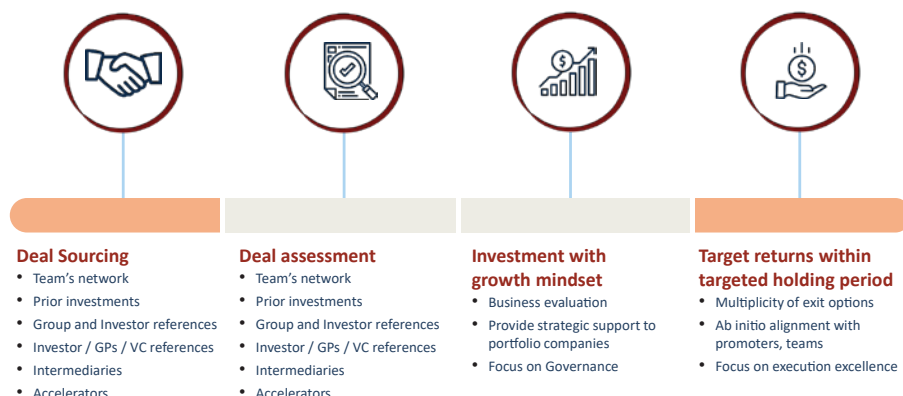 Deal Sourcing
• Team's network
• Prior investments
• Group and Investor references
• Investor / GPs / VC references
• Intermediaries
• Accelerators
Deal assessment
• Team's network
• Prior investments
• Group and Investor references
• Investor / GPs / VC references
• Intermediaries
• Accelerators
Investment with
growth mindset
• Business evaluation
• Provide strategic support to
portfolio companies
• Focus on Governance
Target returns within
targeted holding period
• Multiplicity of exit options
• Ab initio alignment with
promoters, teams
• Focus on execution excellence